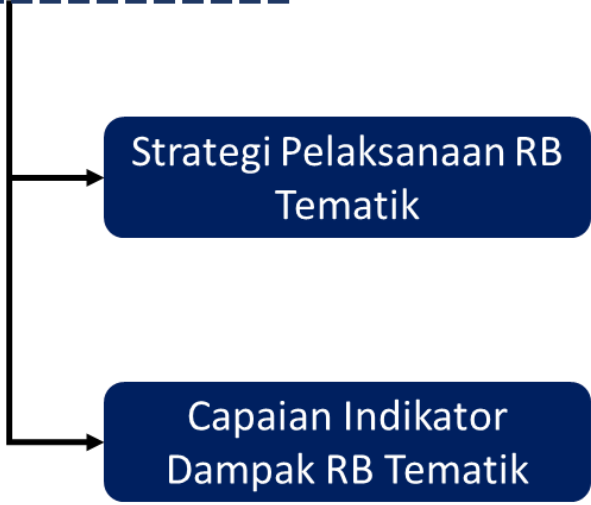 Strategi Pelaksanaan RB
Tematik
Capaian Indikator
Dampak RB Tematik